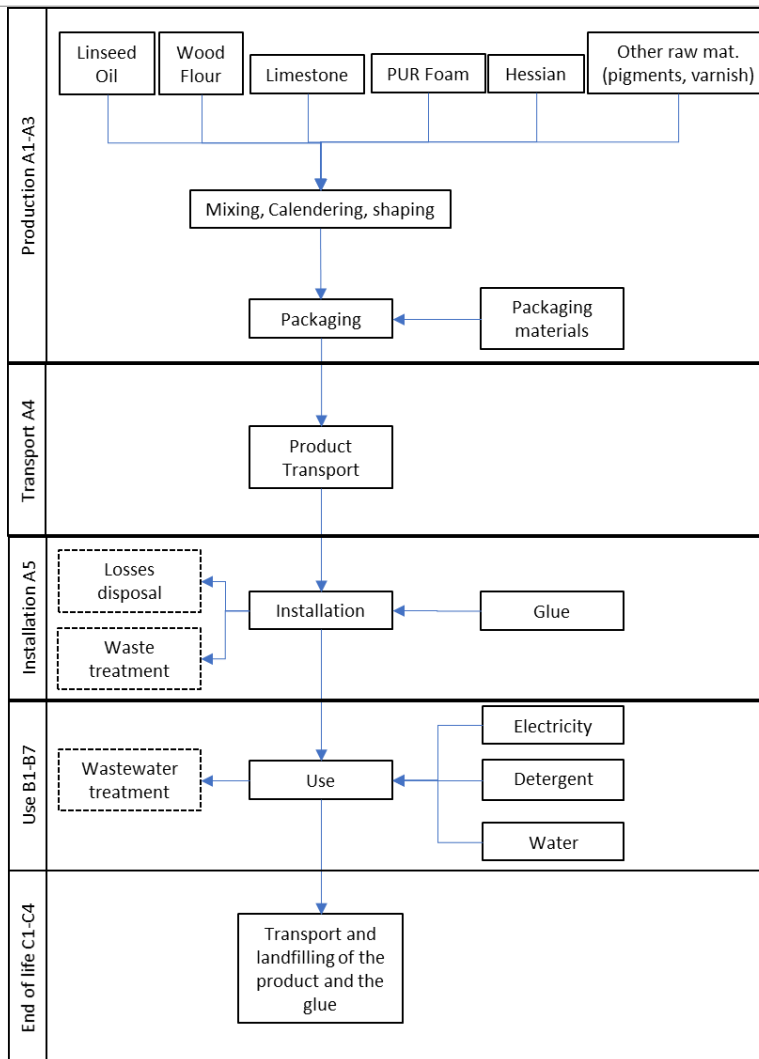 Production A1-A3
Linseed
Oil
Wood
Flour
Limestone
PUR Foam
Hessian
Other raw mat.
(pigments, varnish)
Mixing, Calendering, shaping
Packaging
Packaging
materials
Transport A4
Product
Transport
Installation A5
Losses
disposal
Waste
treatment
Installation
Glue
Use B1-B7
Wastewater
treatment
Use
Electricity
Detergent
Water
End of life C1-C4
Transport and
landfilling of the
product and the
glue